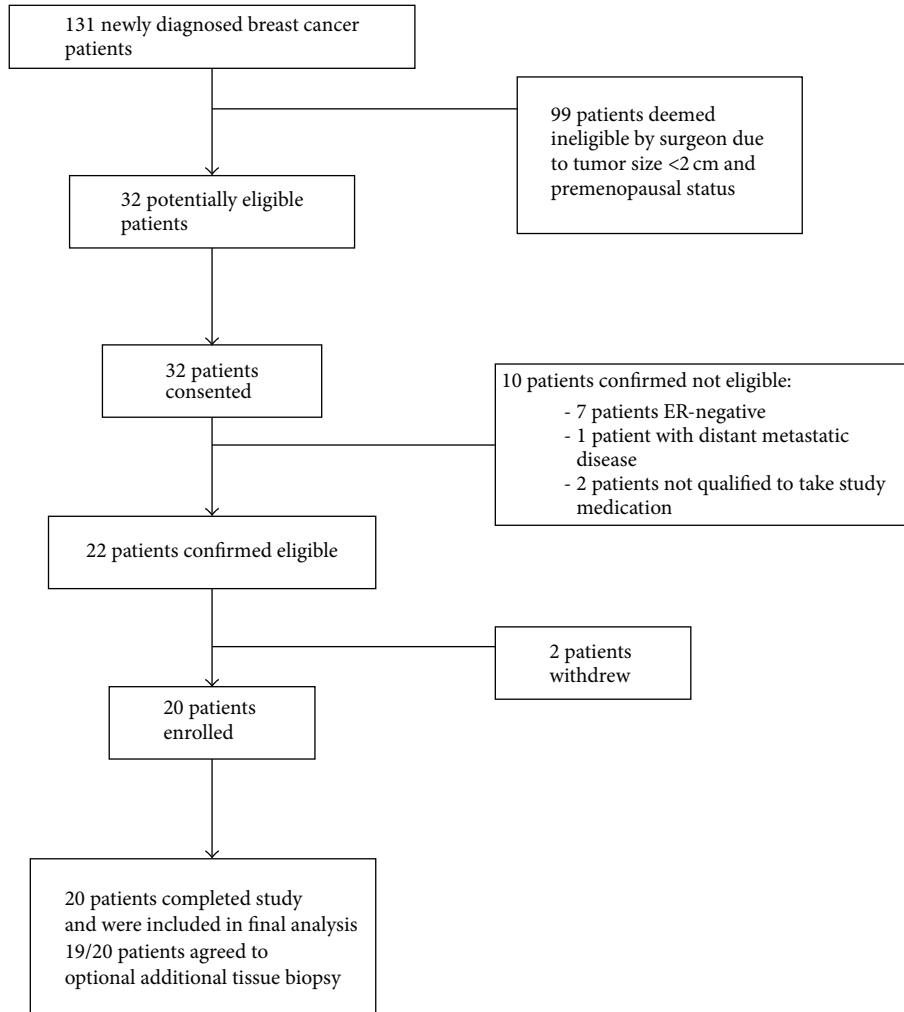 131 newly diagnosed breast cancer
patients
99 patients deemed
ineligible by surgeon due
to tumor size <2 cm and
premenopausal status
32 potentially eligible
patients
32 patients
consented
10 patients confirmed not eligible:
- 7 patients ER-negative
- 1 patient with distant metastatic
disease
- 2 patients not qualified to take study
medication
22 patients confirmed eligible
2 patients
withdrew
20 patients
enrolled
20 patients completed study
and were included in final analysis
19/20 patients agreed to
optional additional tissue biopsy